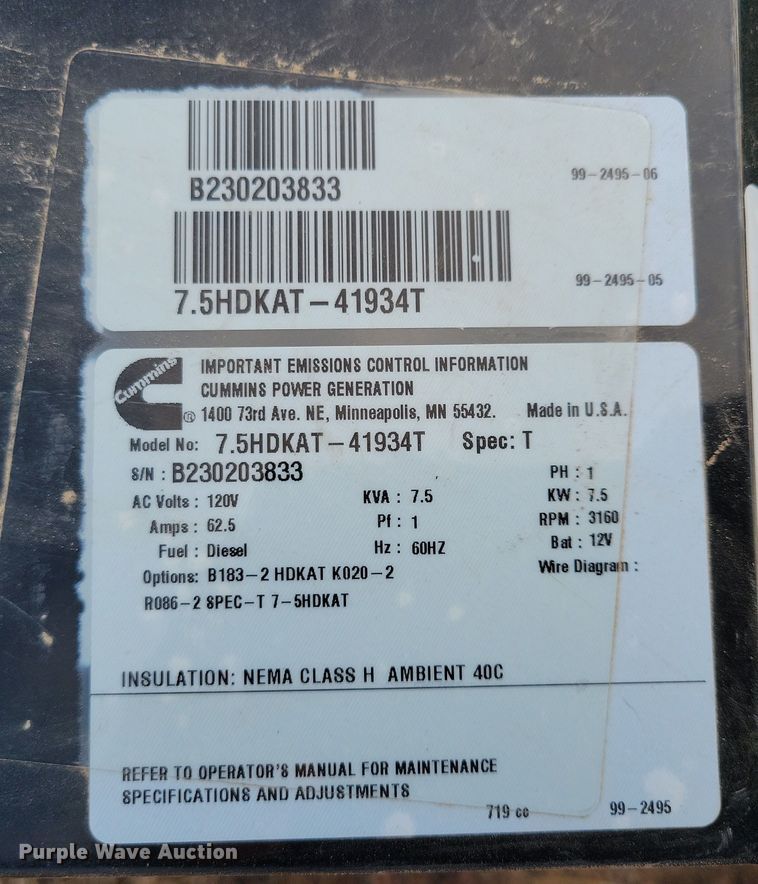 B230203833
99-2495-06
7.5HDKAT-41934T
99-2495-05
Cummins ®
IMPORTANT EMISSIONS CONTROL INFORMATION
CUMMINS POWER GENERATION
1400 73rd Ave. NE, Minneapolis, MN 55432. Made in U.S.A.
Model No: 7.5HDKAT-41934T Spec: T
S/N : B230203833 PH : 1
AC Volts : 120V KVA : 7.5 KW : 7.5
Amps : 62.5 Pf : 1 RPM : 3160
Fuel : Diesel Hz : 60HZ Bat : 12V
Options: B183-2 HDKAT K020-2 Wire Diagram :
R086-2 SPEC-T 7-5HDKAT
INSULATION: NEMA CLASS H AMBIENT 40C
REFER TO OPERATOR'S MANUAL FOR MAINTENANCE
SPECIFICATIONS AND ADJUSTMENTS
719 cc 99-2495
Purple Wave Auction